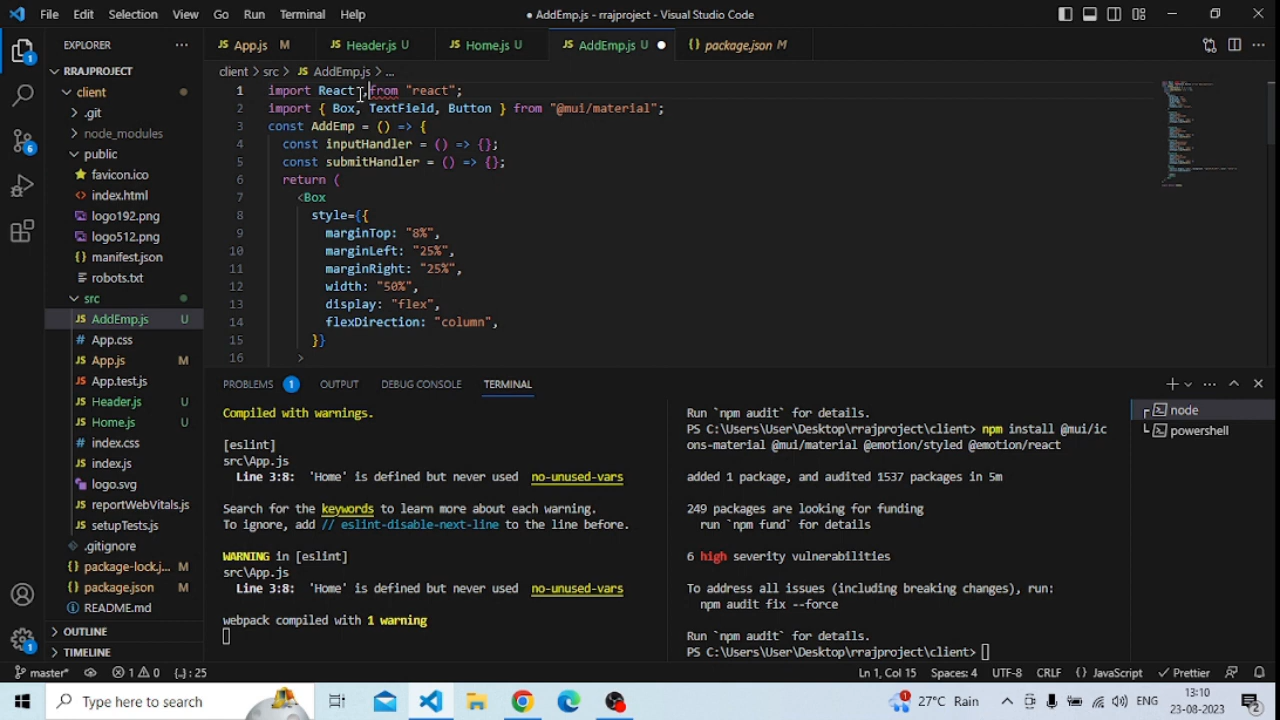 File Edit Selection View Go Run Terminal Help
● AddEmp.js - rrajproject - Visual Studio Code
EXPLORER
RRAJPROJECT
client
.git
node_modules
public
favicon.ico
index.html
logo192.png
logo512.png
manifest.json
robots.txt
src
AddEmp.js U
App.css
App.js M
App.test.js
Header.js U
Home.js U
index.css
index.js
logo.svg
reportWebVitals.js
setupTests.js
.gitignore
package-lock.j... M
package.json M
README.md
OUTLINE
TIMELINE
App.js M
Header.js U
Home.js U
AddEmp.js U ●
package.json M
client > src > AddEmp.js > ...
1 import React ,from "react";
2 import { Box, TextField, Button } from "@mui/material";
3 const AddEmp = () => {
4 const inputHandler = () => {};
5 const submitHandler = () => {};
6 return (
7 <Box
8 style={{
9 marginTop: "8%",
10 marginLeft: "25%",
11 marginRight: "25%",
12 width: "50%",
13 display: "flex",
14 flexDirection: "column",
15 }}
16 >
PROBLEMS 1 OUTPUT DEBUG CONSOLE TERMINAL
Compiled with warnings.
[eslint]
src\App.js
Line 3:8: 'Home' is defined but never used no-unused-vars
Search for the keywords to learn more about each warning.
To ignore, add // eslint-disable-next-line to the line before.
WARNING in [eslint]
src\App.js
Line 3:8: 'Home' is defined but never used no-unused-vars
webpack compiled with 1 warning
Run `npm audit` for details.
PS C:\Users\User\Desktop\rrajproject\client> npm install @mui/ic
ons-material @mui/material @emotion/styled @emotion/react
added 1 package, and audited 1537 packages in 5m
249 packages are looking for funding
run `npm fund` for details
6 high severity vulnerabilities
To address all issues (including breaking changes), run:
npm audit fix --force
Run `npm audit` for details.
PS C:\Users\User\Desktop\rrajproject\client>
node
powershell
1
6
1
master* 1 0 {..}: 25
Ln 1, Col 15 Spaces: 4 UTF-8 CRLF {} JavaScript Prettier
Type here to search
27°C Rain
ENG
13:10
23-08-2023
2